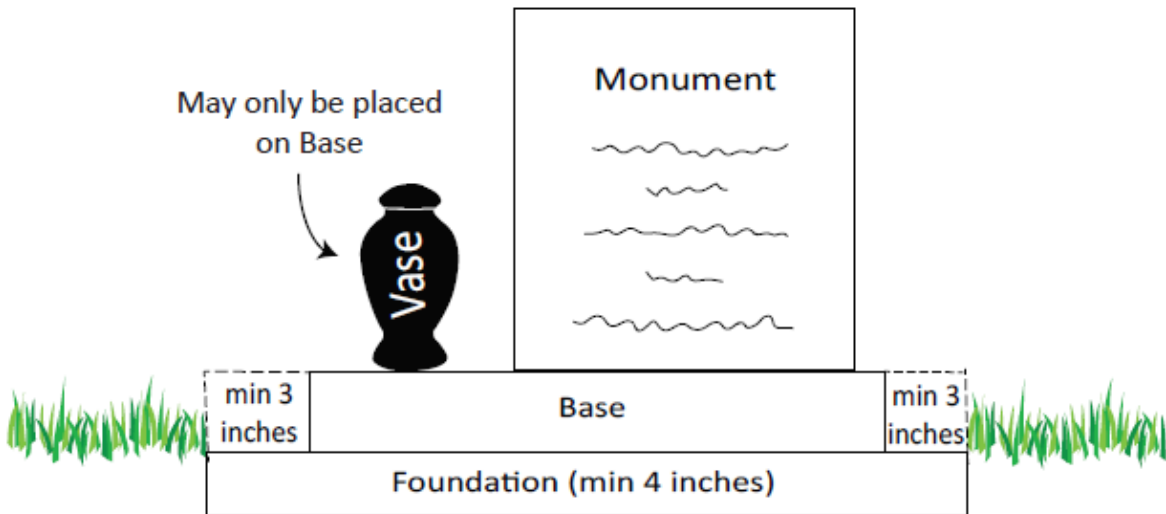 Monument
May only be placed
on Base
Vase
min 3
inches
Base
min 3
inches
Foundation (min 4 inches)